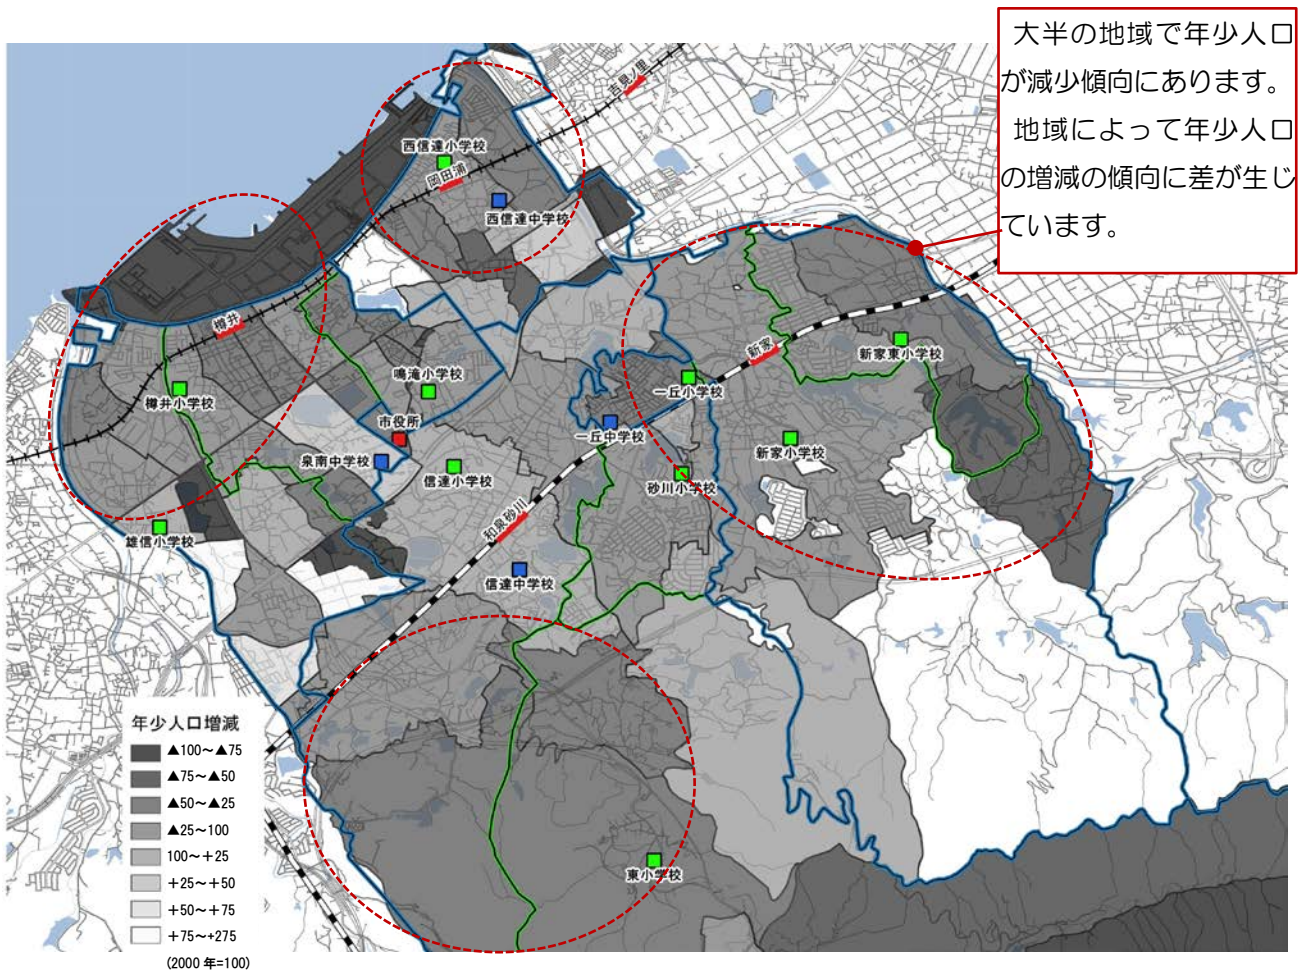 大半の地域で年少人口
が減少傾向にあります。
地域によって年少人口
の増減の傾向に差が生じ
ています。
吉見ノ里
西信達小学校
岡田浦
西信達中学校
樽井
新家
新家東小学校
鳴滝小学校
一丘小学校
樽井小学校
市役所
一丘中学校
泉南中学校
信達小学校
新家小学校
砂川小学校
和泉砂川
雄信小学校
信達中学校
東小学校
年少人口増減
▲100～▲75
▲75～▲50
▲50～▲25
▲25～100
100～+25
+25～+50
+50～+75
+75～+275
(2000 年=100)